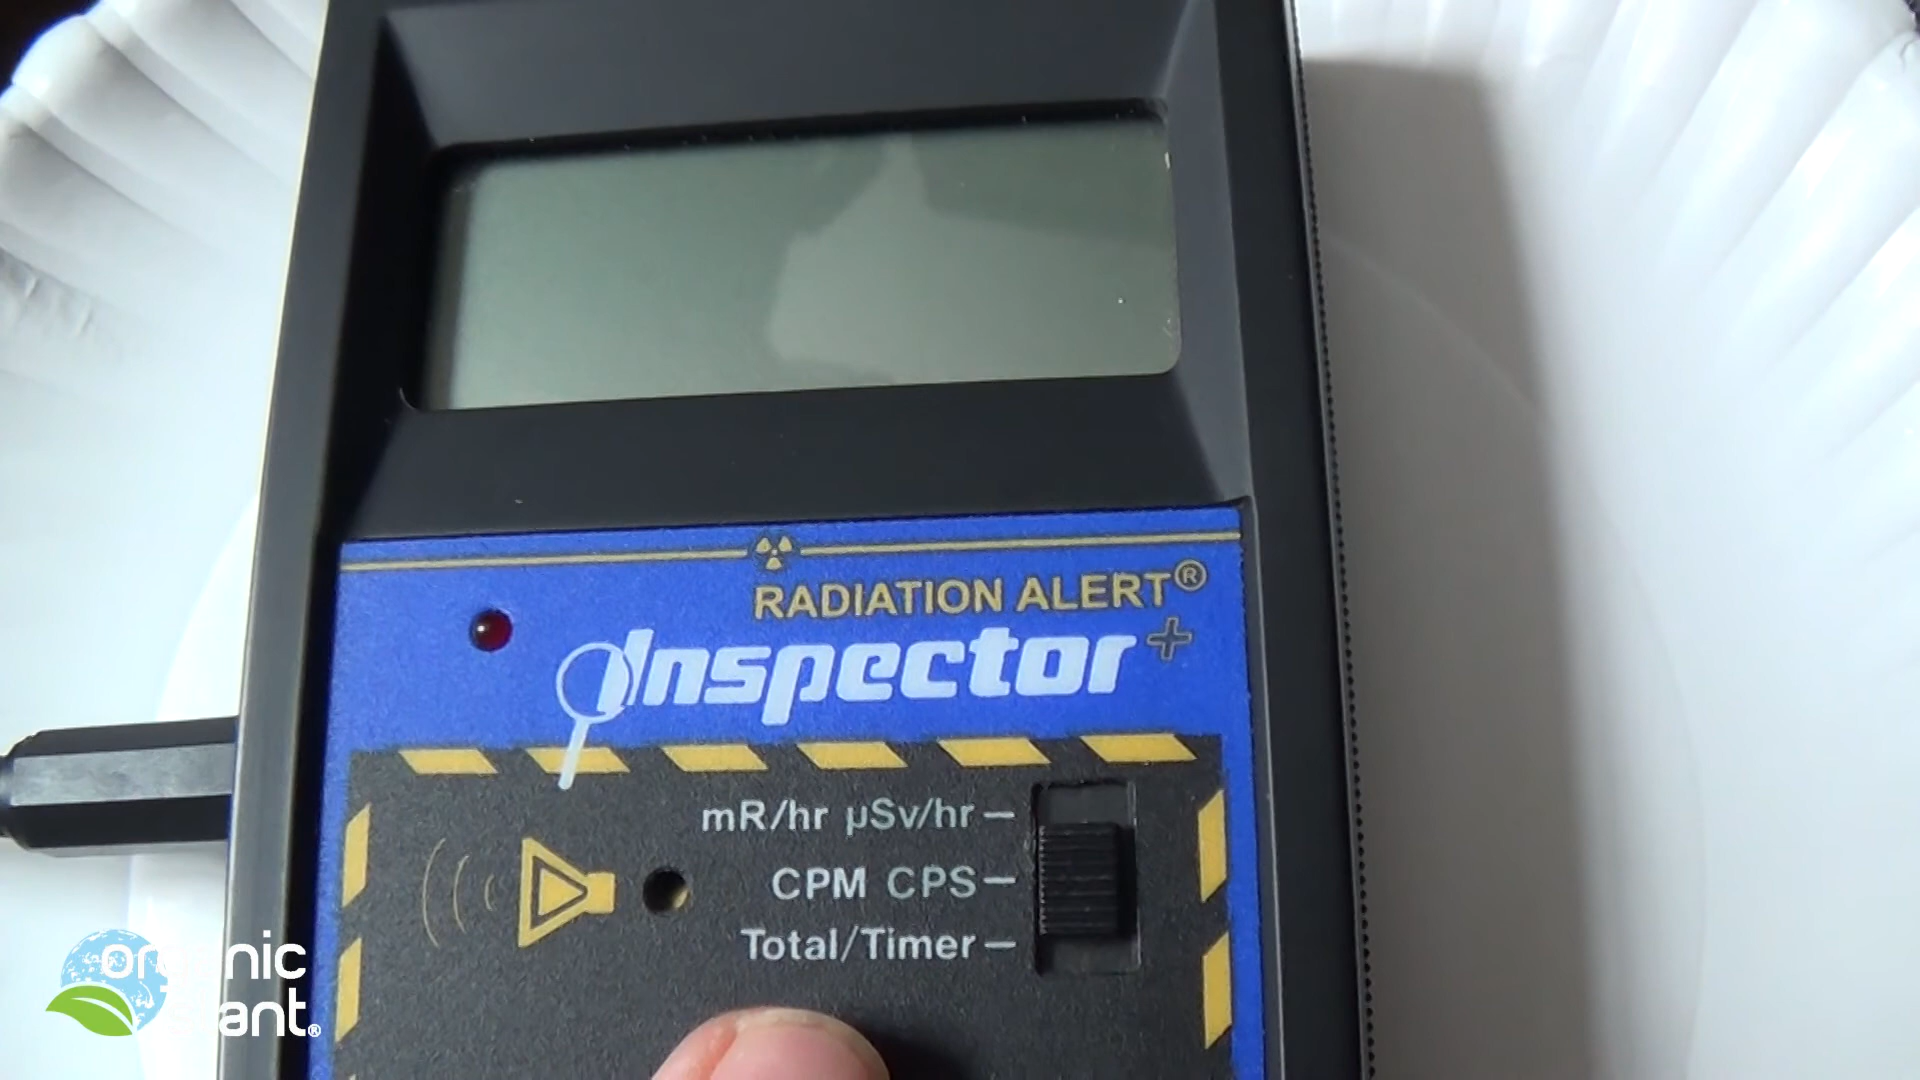 RADIATION ALERT®
Inspector+
mR/hr µSv/hr
CPM CPS
Total/Timer
organic
slant®